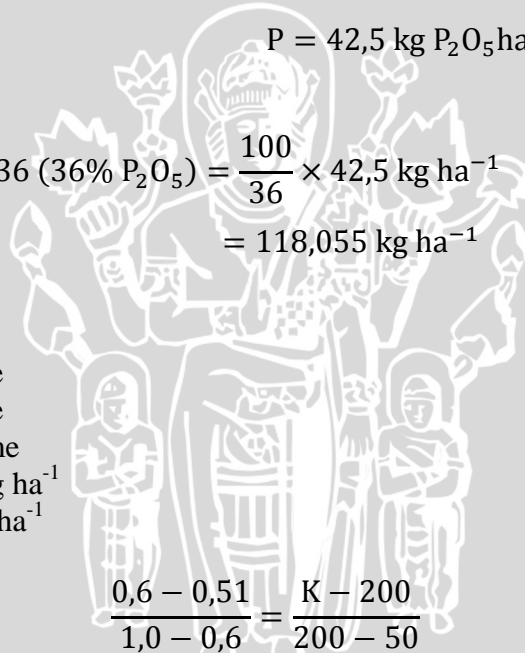 P = 42,5 kg P₂O₅ha
36 (36% P₂O₅) = 100/36 × 42,5 kg ha⁻¹
= 118,055 kg ha⁻¹
e
e
ne
g ha⁻¹
ha⁻¹
(0,6 − 0,51)/(1,0 − 0,6) = (K − 200)/(200 − 50)